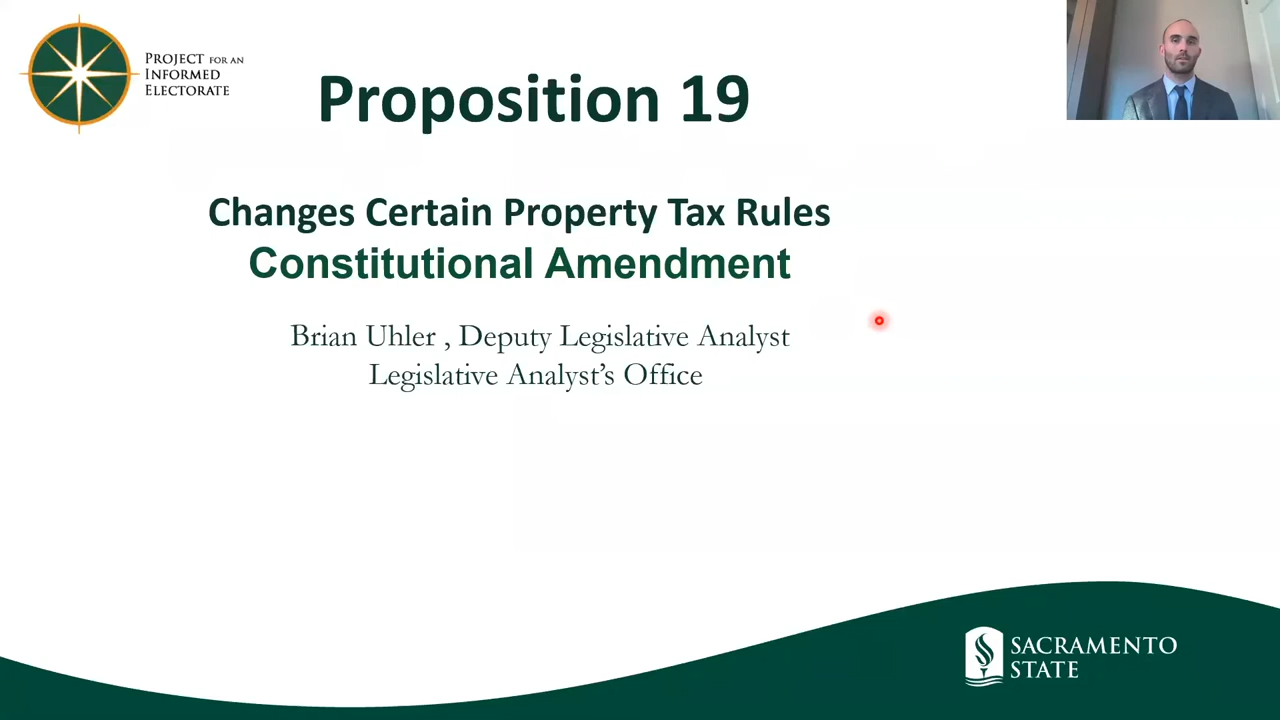 PROJECT FOR AN
INFORMED
ELECTORATE
Proposition 19
Changes Certain Property Tax Rules
Constitutional Amendment
Brian Uhler , Deputy Legislative Analyst
Legislative Analyst’s Office
SACRAMENTO
STATE